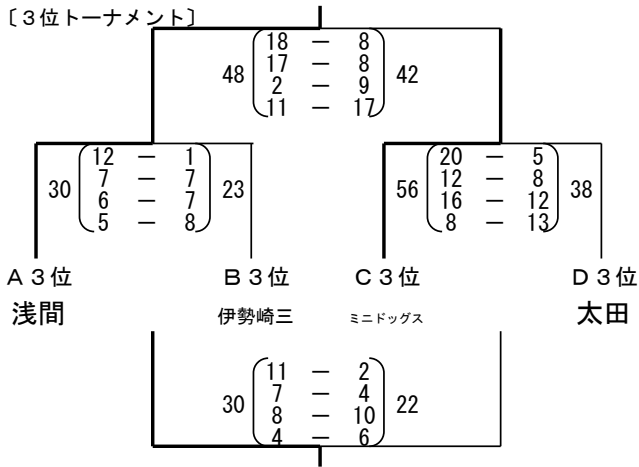 〔３位トーナメント〕
18 － 8
48 17 － 8 42
2 － 9
11 － 17
12 － 1 20 － 5
30 7 － 7 23 56 12 － 8 38
6 － 7 16 － 12
5 － 8 8 － 13
Ａ３位 Ｂ３位 Ｃ３位 Ｄ３位
浅間 伊勢崎三 ミニドッグス 太田
11 － 2
30 7 － 4 22
8 － 10
4 － 6